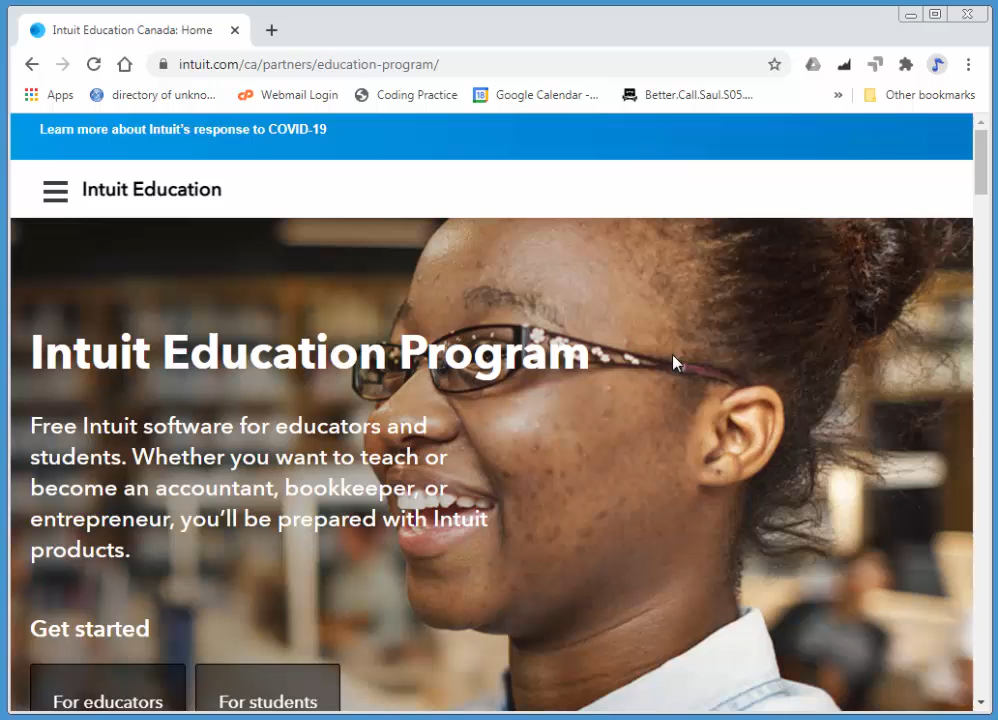 Intuit Education Canada: Home
intuit.com/ca/partners/education-program/
Apps directory of unkno... Webmail Login Coding Practice 18 Google Calendar -... Better.Call.Saul.S05.... » Other bookmarks
Learn more about Intuit's response to COVID-19
Intuit Education
Intuit Education Program
Free Intuit software for educators and
students. Whether you want to teach or
become an accountant, bookkeeper, or
entrepreneur, you'll be prepared with Intuit
products.
Get started
For educators For students